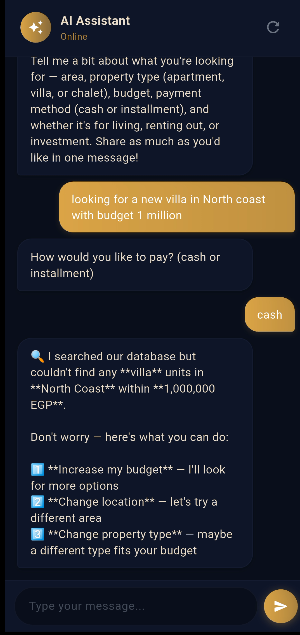 AI Assistant
Online
Tell me a bit about what you're looking
for — area, property type (apartment,
villa, or chalet), budget, payment
method (cash or installment), and
whether it's for living, renting out, or
investment. Share as much as you'd
like in one message!
looking for a new villa in North coast
with budget 1 million
How would you like to pay? (cash or
installment)
cash
🔍 I searched our database but
couldn't find any **villa** units in
**North Coast** within **1,000,000
EGP**.
Don't worry — here's what you can do:
1️⃣ **Increase my budget** — I'll look
for more options
2️⃣ **Change location** — let's try a
different area
3️⃣ **Change property type** — maybe
a different type fits your budget
Type your message...